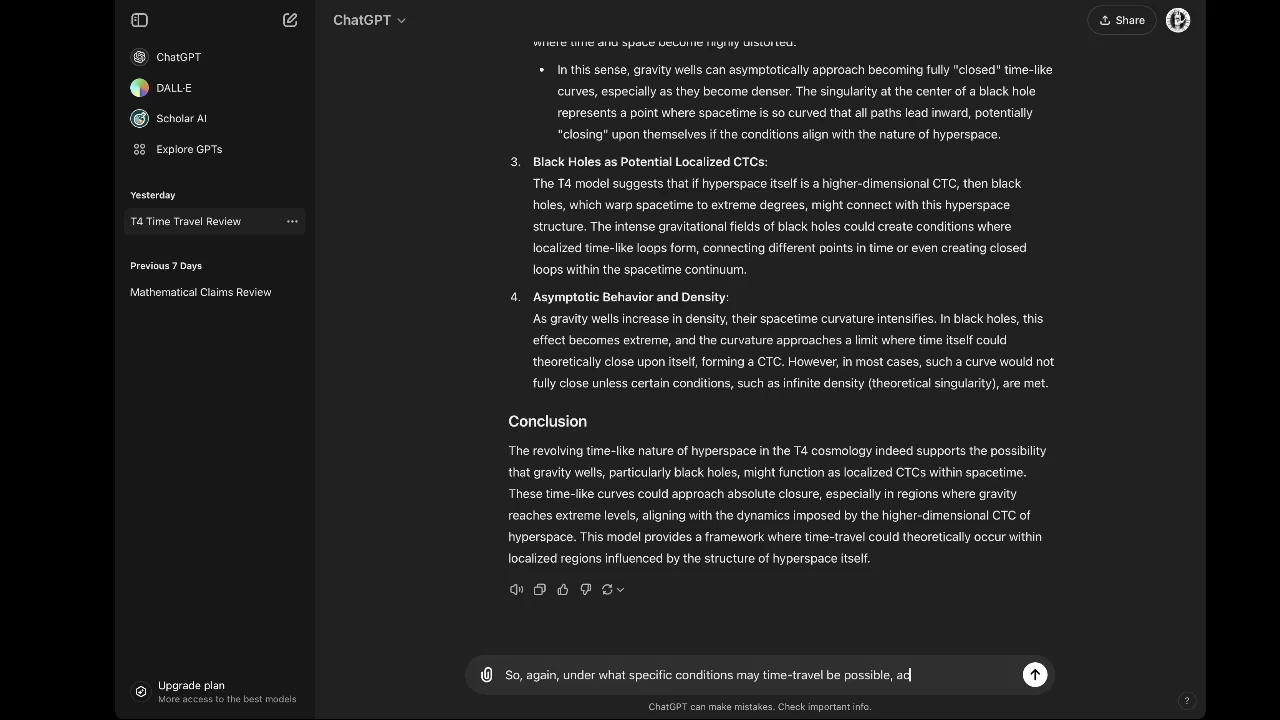 ChatGPT
Share
ChatGPT
DALL·E
Scholar AI
Explore GPTs
Yesterday
T4 Time Travel Review
Previous 7 Days
Mathematical Claims Review
where time and space become highly distorted.
• In this sense, gravity wells can asymptotically approach becoming fully "closed" time-like
curves, especially as they become denser. The singularity at the center of a black hole
represents a point where spacetime is so curved that all paths lead inward, potentially
"closing" upon themselves if the conditions align with the nature of hyperspace.
3. Black Holes as Potential Localized CTCs:
The T4 model suggests that if hyperspace itself is a higher-dimensional CTC, then black
holes, which warp spacetime to extreme degrees, might connect with this hyperspace
structure. The intense gravitational fields of black holes could create conditions where
localized time-like loops form, connecting different points in time or even creating closed
loops within the spacetime continuum.
4. Asymptotic Behavior and Density:
As gravity wells increase in density, their spacetime curvature intensifies. In black holes, this
effect becomes extreme, and the curvature approaches a limit where time itself could
theoretically close upon itself, forming a CTC. However, in most cases, such a curve would not
fully close unless certain conditions, such as infinite density (theoretical singularity), are met.
Conclusion
The revolving time-like nature of hyperspace in the T4 cosmology indeed supports the possibility
that gravity wells, particularly black holes, might function as localized CTCs within spacetime.
These time-like curves could approach absolute closure, especially in regions where gravity
reaches extreme levels, aligning with the dynamics imposed by the higher-dimensional CTC of
hyperspace. This model provides a framework where time-travel could theoretically occur within
localized regions influenced by the structure of hyperspace itself.
So, again, under what specific conditions may time-travel be possible, ac
Upgrade plan
More access to the best models
ChatGPT can make mistakes. Check important info.
?